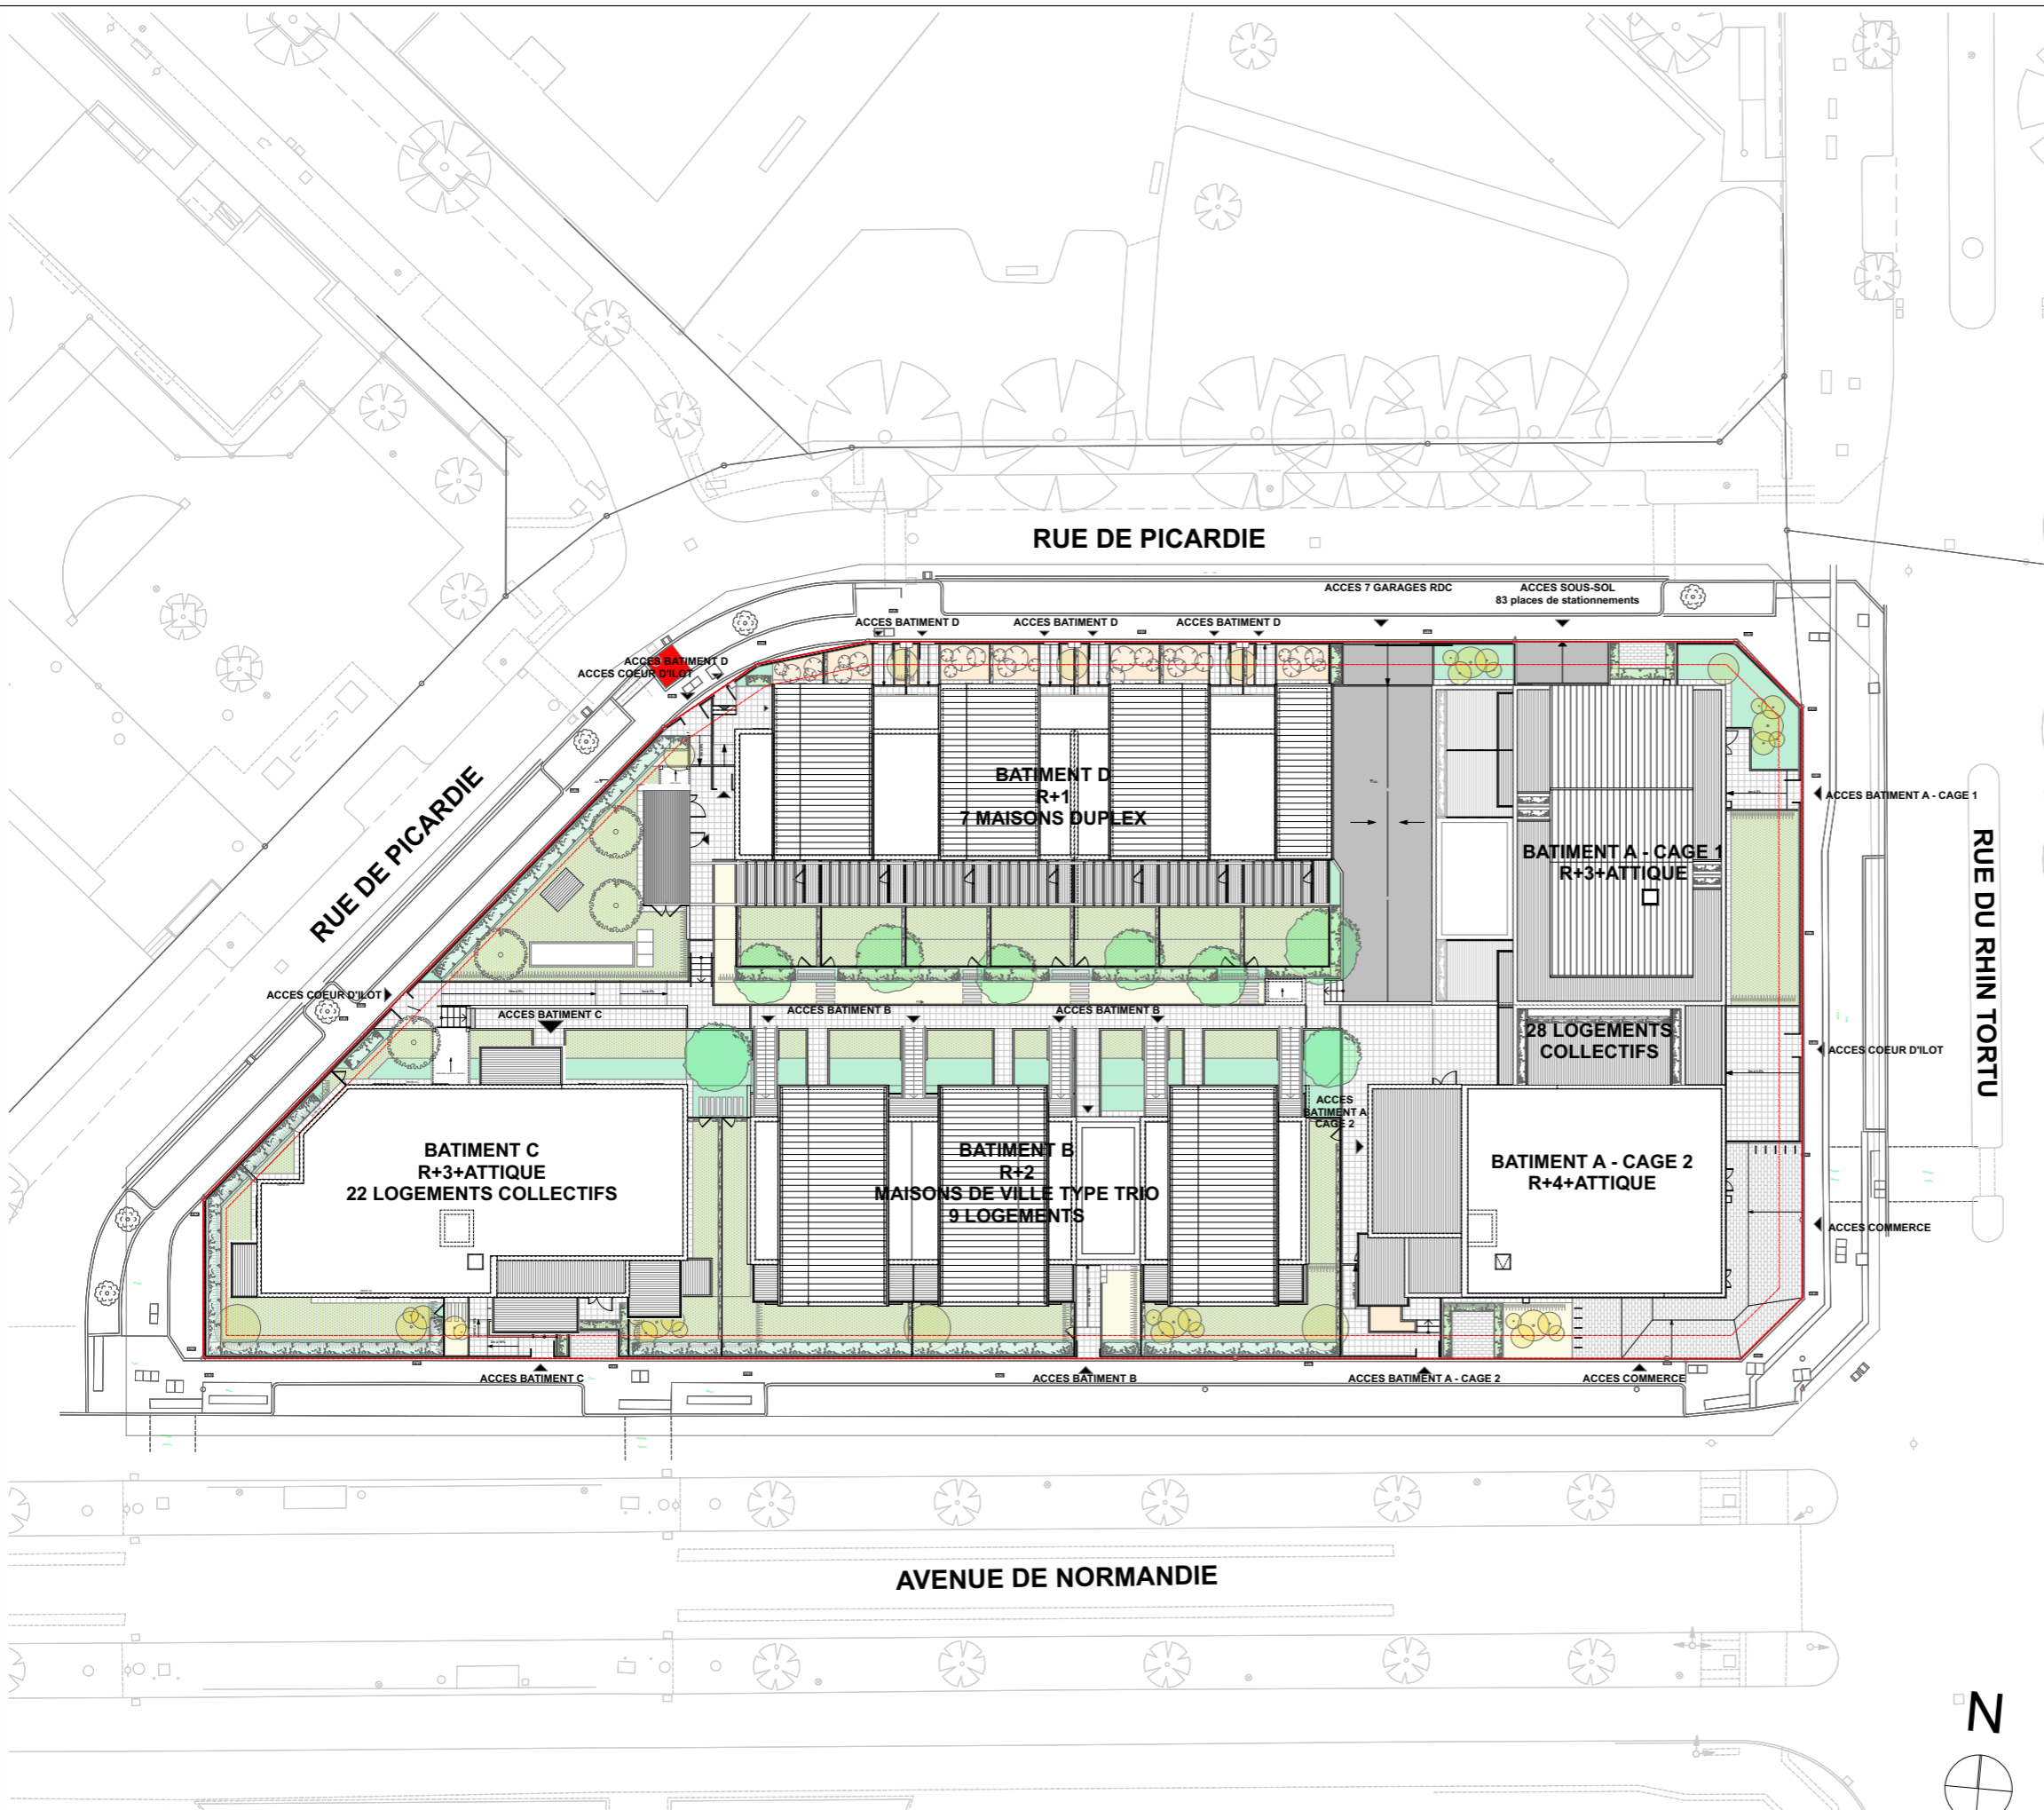 RUE DE PICARDIE
ACCES 7 GARAGES RDC
ACCES SOUS-SOL
83 places de stationnements
ACCES BATIMENT D
ACCES BATIMENT D
ACCES BATIMENT D
ACCES BATIMENT D
ACCES COEUR D'ILOT
RUE DE PICARDIE
BATIMENT D
R+1
7 MAISONS DUPLEX
ACCES BATIMENT A - CAGE 1
BATIMENT A - CAGE 1
R+3+ATTIQUE
RUE DU RHIN TORTU
ACCES COEUR D'ILOT
ACCES BATIMENT C
ACCES BATIMENT B
ACCES BATIMENT B
28 LOGEMENTS
COLLECTIFS
ACCES COEUR D'ILOT
ACCES
BATIMENT A
CAGE 2
BATIMENT C
R+3+ATTIQUE
22 LOGEMENTS COLLECTIFS
BATIMENT B
R+2
MAISONS DE VILLE TYPE TRIO
9 LOGEMENTS
BATIMENT A - CAGE 2
R+4+ATTIQUE
ACCES COMMERCE
ACCES BATIMENT C
ACCES BATIMENT B
ACCES BATIMENT A - CAGE 2
ACCES COMMERCE
AVENUE DE NORMANDIE
N